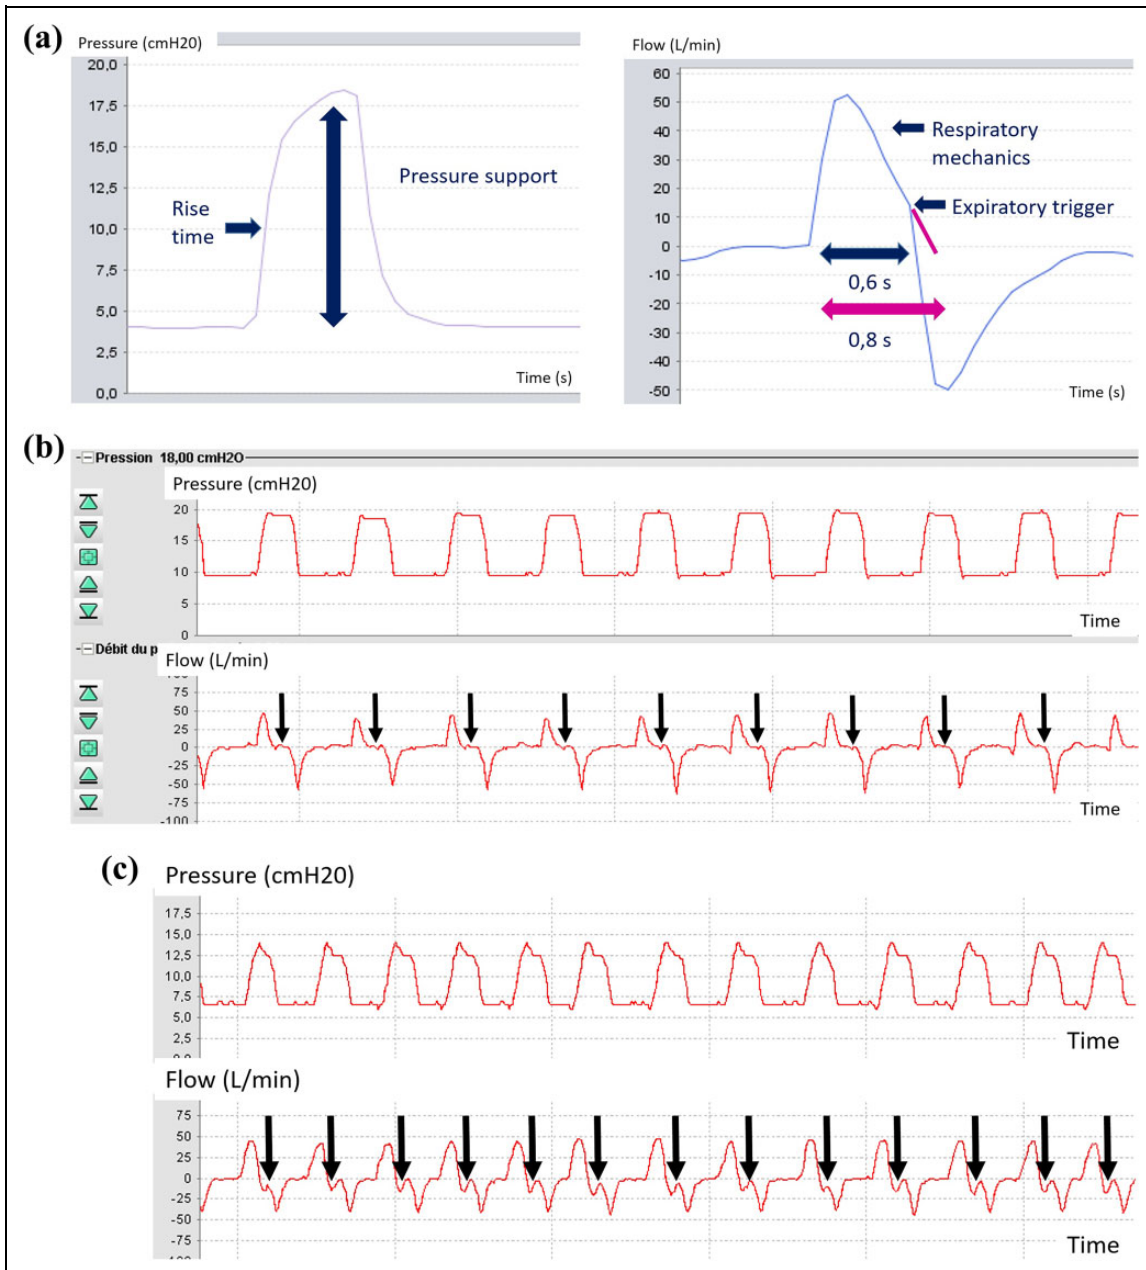 (a)
Pressure (cmH20)
20,0
17,5
15,0
12,5
10,0
7,5
5,0
2,5
0,0
Rise
time
Pressure support
Time (s)
Flow (L/min)
60
50
40
30
20
10
0
-10
-20
-30
-40
-50
Respiratory
mechanics
Expiratory trigger
0,6 s
0,8 s
Time (s)
(b)
Pression 18,00 cmH2O
Pressure (cmH20)
20
15
10
5
0
Time
Débit du p
Flow (L/min)
75
50
25
0
-25
-50
-75
-100
Time
(c)
Pressure (cmH20)
17,5
15,0
12,5
10,0
7,5
5,0
2,5
Time
Flow (L/min)
75
50
25
0
-25
-50
-75
Time